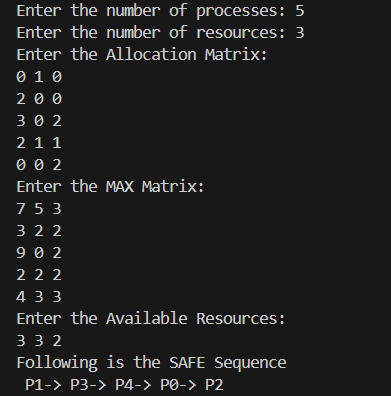 Enter the number of processes: 5
Enter the number of resources: 3
Enter the Allocation Matrix:
0 1 0
2 0 0
3 0 2
2 1 1
0 0 2
Enter the MAX Matrix:
7 5 3
3 2 2
9 0 2
2 2 2
4 3 3
Enter the Available Resources:
3 3 2
Following is the SAFE Sequence
 P1-> P3-> P4-> P0-> P2